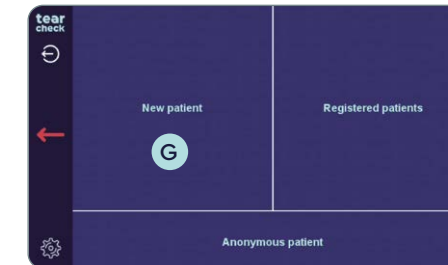 tear
check
New patient
Registered patients
G
Anonymous patient